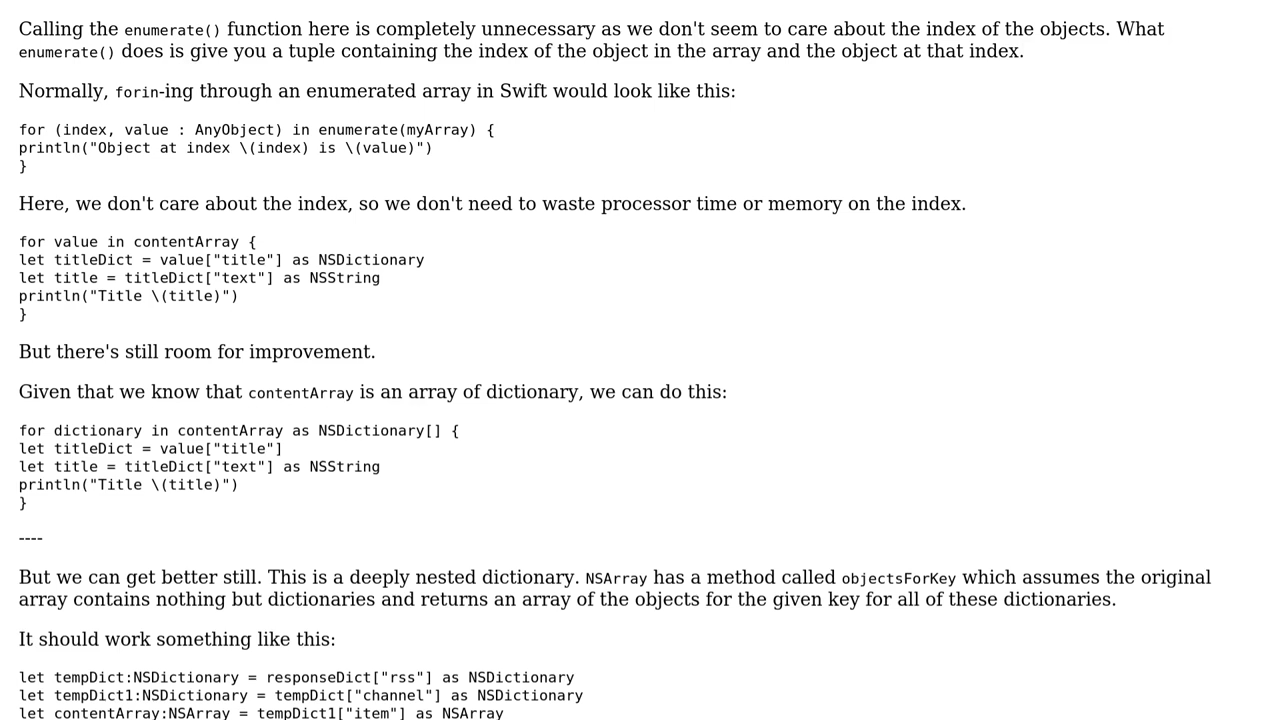 Calling the enumerate() function here is completely unnecessary as we don't seem to care about the index of the objects. What
enumerate() does is give you a tuple containing the index of the object in the array and the object at that index.
Normally, forin-ing through an enumerated array in Swift would look like this:
for (index, value : AnyObject) in enumerate(myArray) {
println("Object at index \(index) is \(value)")
}
Here, we don't care about the index, so we don't need to waste processor time or memory on the index.
for value in contentArray {
let titleDict = value["title"] as NSDictionary
let title = titleDict["text"] as NSString
println("Title \(title)")
}
But there's still room for improvement.
Given that we know that contentArray is an array of dictionary, we can do this:
for dictionary in contentArray as NSDictionary[] {
let titleDict = value["title"]
let title = titleDict["text"] as NSString
println("Title \(title)")
}
----
But we can get better still. This is a deeply nested dictionary. NSArray has a method called objectsForKey which assumes the original
array contains nothing but dictionaries and returns an array of the objects for the given key for all of these dictionaries.
It should work something like this:
let tempDict:NSDictionary = responseDict["rss"] as NSDictionary
let tempDict1:NSDictionary = tempDict["channel"] as NSDictionary
let contentArray:NSArray = tempDict1["item"] as NSArray